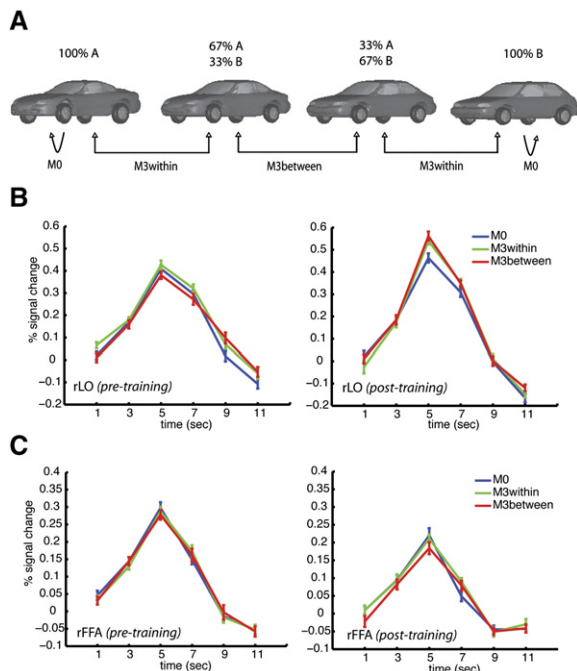 A
100% A
67% A
33% B
33% A
67% B
100% B
M0
M3within
M3between
M3within
M0
B
% signal change
0.6
0.5
0.4
0.3
0.2
0.1
0
−0.1
−0.2
rLO (pre-training)
1 3 5 7 9 11
time (sec)
0.6
0.5
0.4
0.3
0.2
0.1
0
−0.1
−0.2
M0
M3within
M3between
rLO (post-training)
1 3 5 7 9 11
time (sec)
C
% signal change
0.4
0.35
0.3
0.25
0.2
0.15
0.1
0.05
0
−0.05
−0.1
rFFA (pre-training)
1 3 5 7 9 11
time (sec)
0.4
0.35
0.3
0.25
0.2
0.15
0.1
0.05
0
−0.05
−0.1
M0
M3within
M3between
rFFA (post-training)
1 3 5 7 9 11
time (sec)